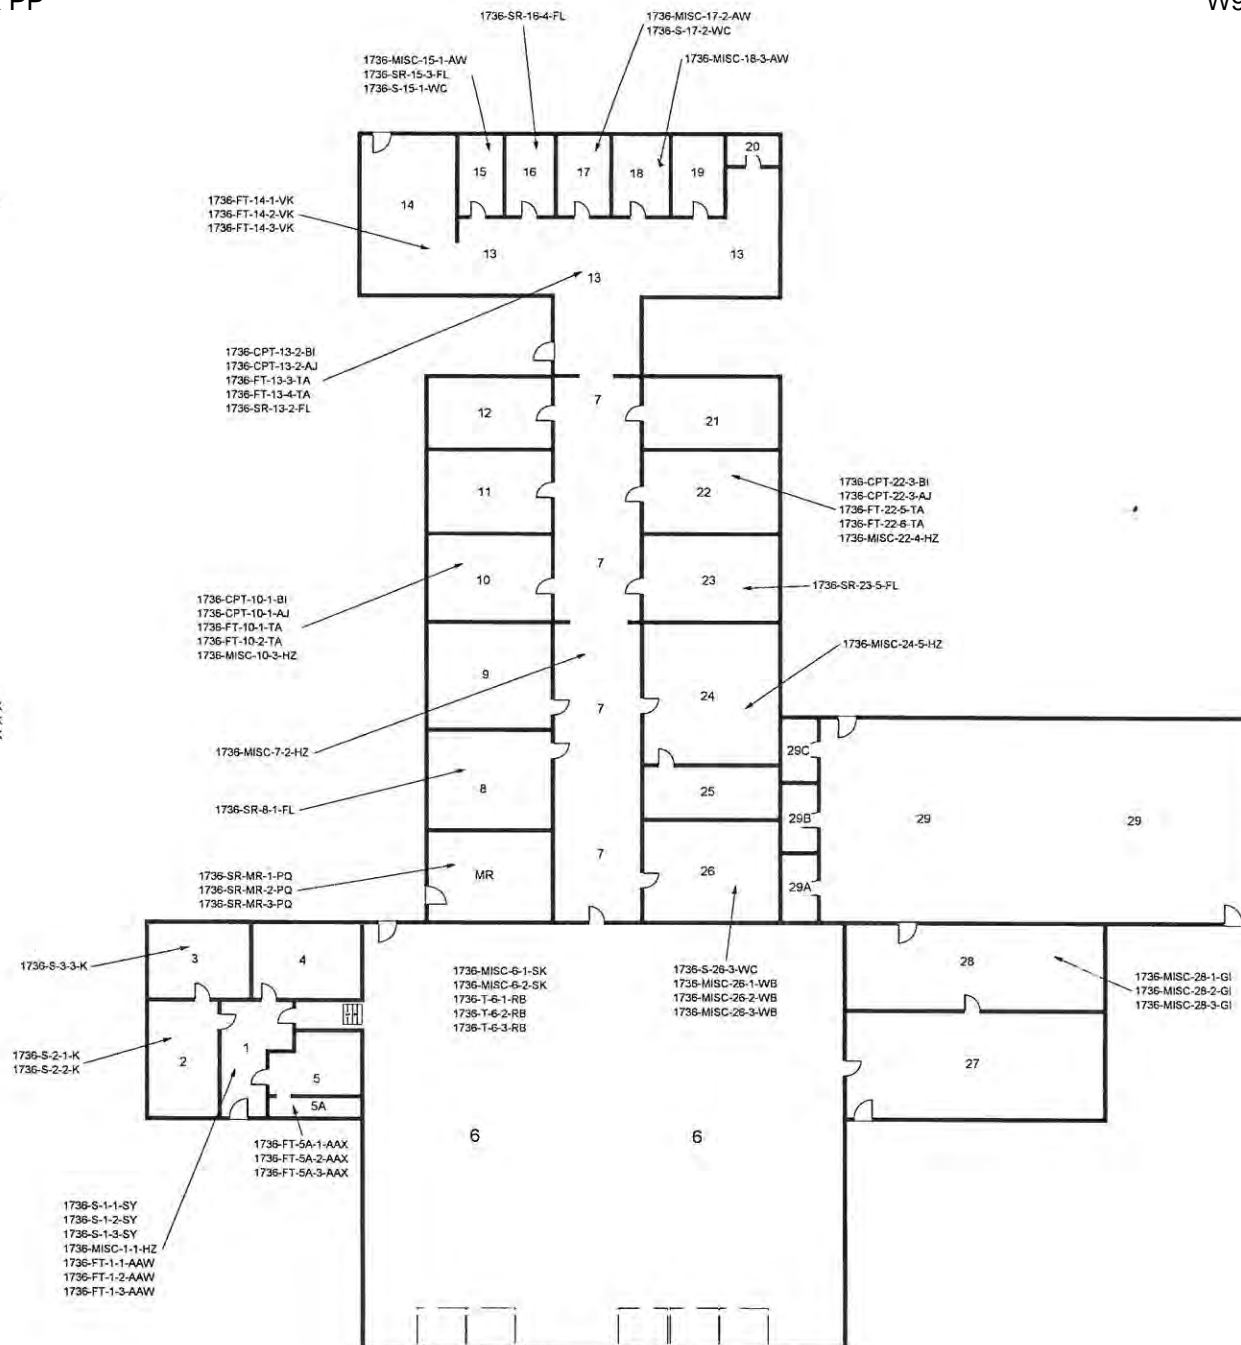 PP
W9
1736-SR-16-4-FL
1736-MISC-17-2-AW
1736-S-17-2-WC
1736-MISC-15-1-AW
1736-SR-15-3-FL
1736-S-15-1-WC
1736-MISC-18-3-AW
20
15
16
17
18
19
14
1736-FT-14-1-VK
1736-FT-14-2-VK
1736-FT-14-3-VK
13
13
13
1736-CPT-13-2-BI
1736-CPT-13-2-AJ
1736-FT-13-3-TA
1736-FT-13-4-TA
1736-SR-13-2-FL
7
12
21
11
22
1736-CPT-22-3-BI
1736-CPT-22-3-AJ
1736-FT-22-5-TA
1736-FT-22-6-TA
1736-MISC-22-4-HZ
7
10
23
1736-SR-23-5-FL
1736-CPT-10-1-BI
1736-CPT-10-1-AJ
1736-FT-10-1-TA
1736-FT-10-2-TA
1736-MISC-10-3-HZ
1736-MISC-24-5-HZ
9
24
7
1736-MISC-7-2-HZ
29C
8
25
1736-SR-8-1-FL
29B
29
29
7
MR
26
29A
1736-SR-MR-1-PQ
1736-SR-MR-2-PQ
1736-SR-MR-3-PQ
1736-S-3-3-K
3
4
1736-MISC-6-1-SK
1736-MISC-6-2-SK
1736-T-6-1-RB
1736-T-6-2-RB
1736-T-6-3-RB
1736-S-26-3-WC
1736-MISC-26-1-WB
1736-MISC-26-2-WB
1736-MISC-26-3-WB
28
1736-MISC-28-1-GI
1736-MISC-28-2-GI
1736-MISC-28-3-GI
1736-S-2-1-K
1736-S-2-2-K
2
1
5
27
5A
1736-FT-5A-1-AAX
1736-FT-5A-2-AAX
1736-FT-5A-3-AAX
6
6
1736-S-1-1-SY
1736-S-1-2-SY
1736-S-1-3-SY
1736-MISC-1-1-HZ
1736-FT-1-1-AAW
1736-FT-1-2-AAW
1736-FT-1-3-AAW